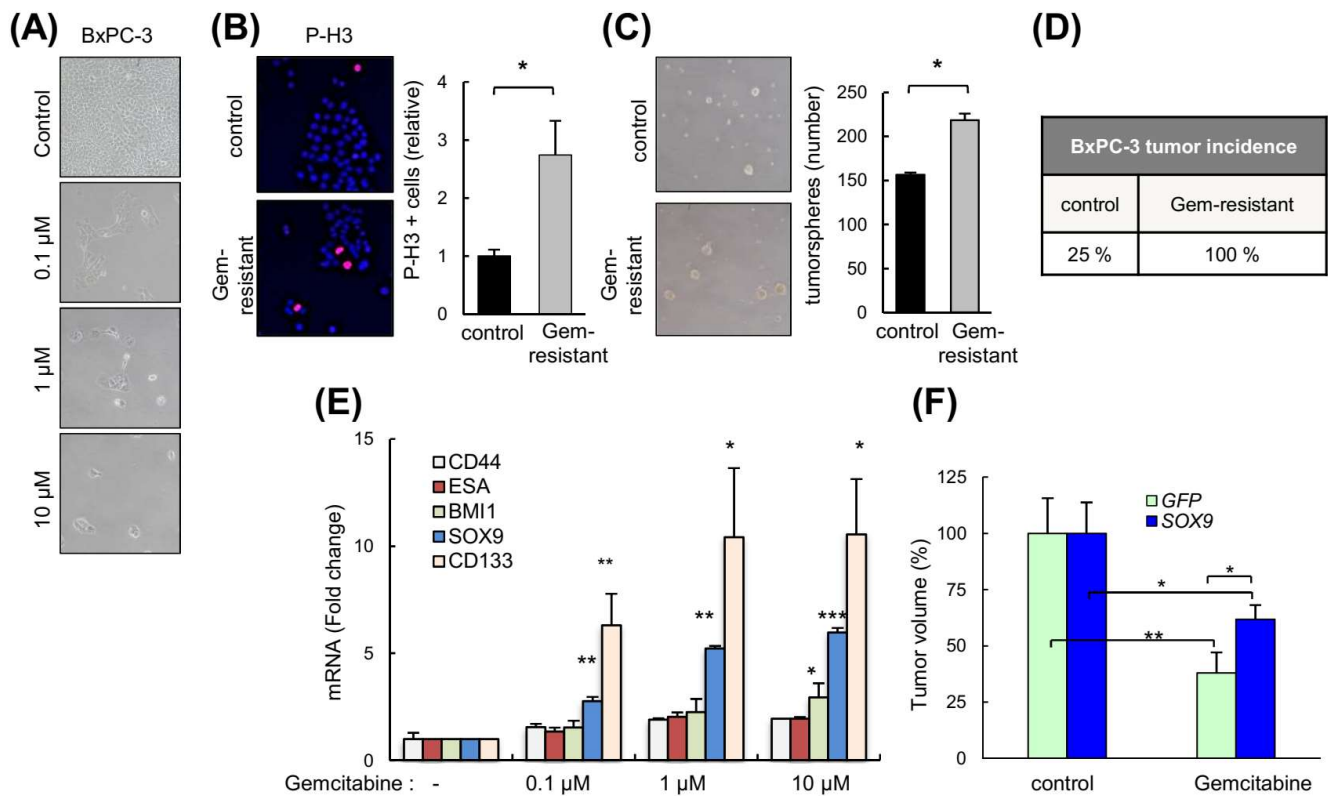 (A)
BxPC-3
Control
0.1 µM
1 µM
10 µM
(B)
P-H3
control
Gem-
resistant
P-H3 + cells (relative)
4
3
2
1
0
*
control
Gem-
resistant
(C)
control
Gem-
resistant
tumorspheres (number)
250
200
150
100
50
0
*
control
Gem-
resistant
(D)
BxPC-3 tumor incidence
control Gem-resistant
25 % 100 %
(E)
mRNA (Fold change)
15
10
5
0
CD44
ESA
BMI1
SOX9
CD133
** **
** *
* *** *
Gemcitabine : - 0.1 µM 1 µM 10 µM
(F)
Tumor volume (%)
125
100
75
50
25
0
GFP
SOX9
*
*
**
control Gemcitabine